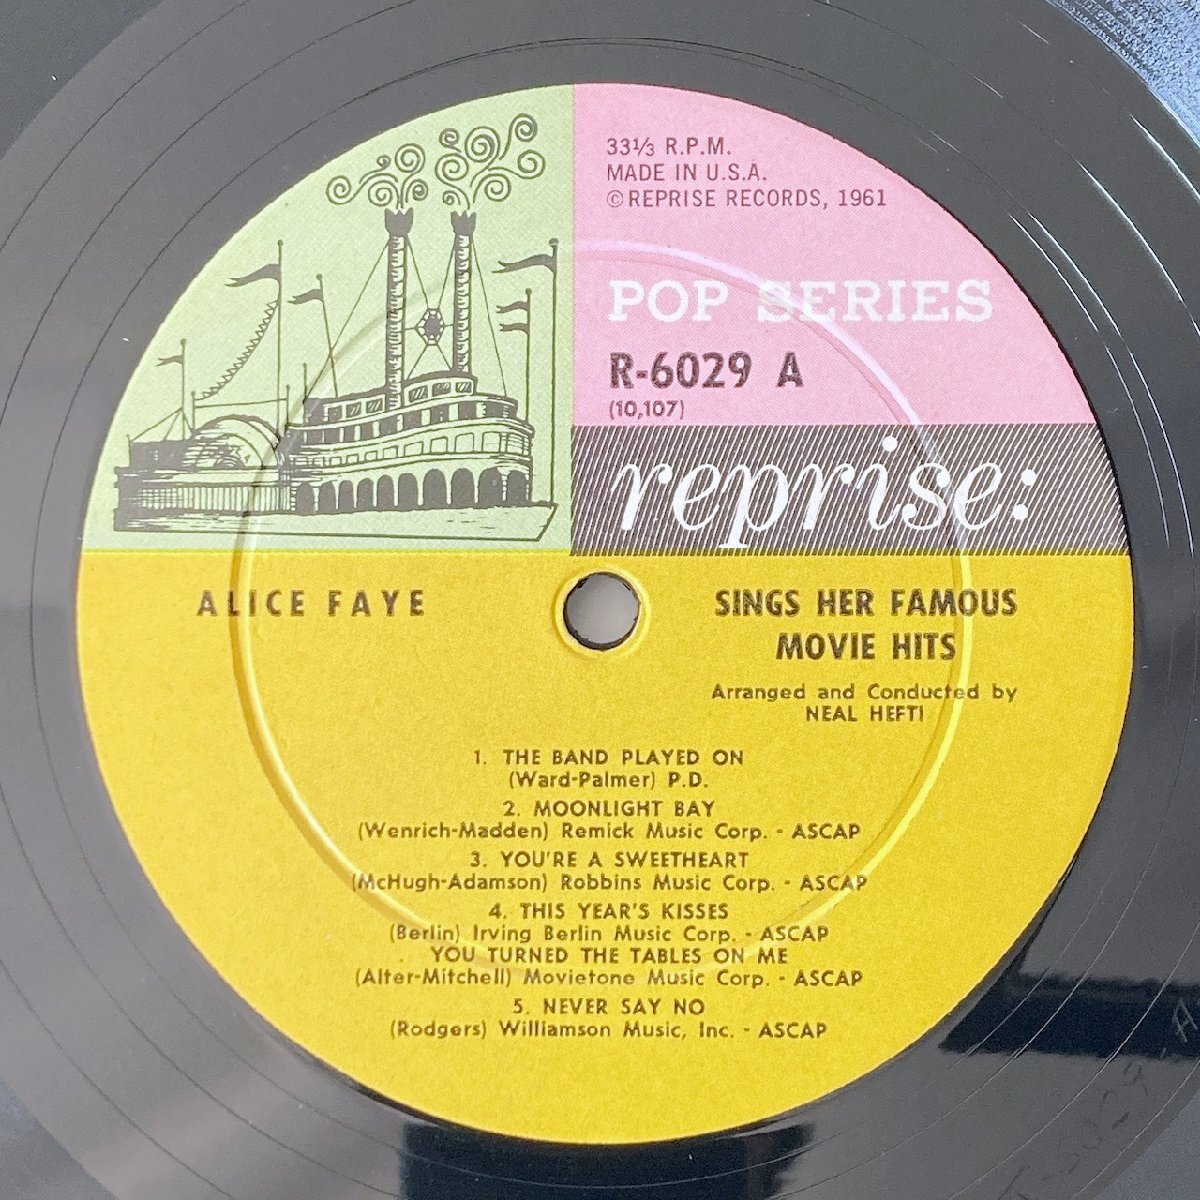 33⅓ R.P.M.
MADE IN U.S.A.
©REPRISE RECORDS, 1961
POP SERIES
R-6029 A
(10,107)
reprise:
ALICE FAYE
SINGS HER FAMOUS
MOVIE HITS
Arranged and Conducted by
NEAL HEFTI
1. THE BAND PLAYED ON
(Ward-Palmer) P.D.
2. MOONLIGHT BAY
(Wenrich-Madden) Remick Music Corp. - ASCAP
3. YOU'RE A SWEETHEART
(McHugh-Adamson) Robbins Music Corp. - ASCAP
4. THIS YEAR'S KISSES
(Berlin) Irving Berlin Music Corp. - ASCAP
YOU TURNED THE TABLES ON ME
(Alter-Mitchell) Movietone Music Corp. - ASCAP
5. NEVER SAY NO
(Rodgers) Williamson Music, Inc. - ASCAP